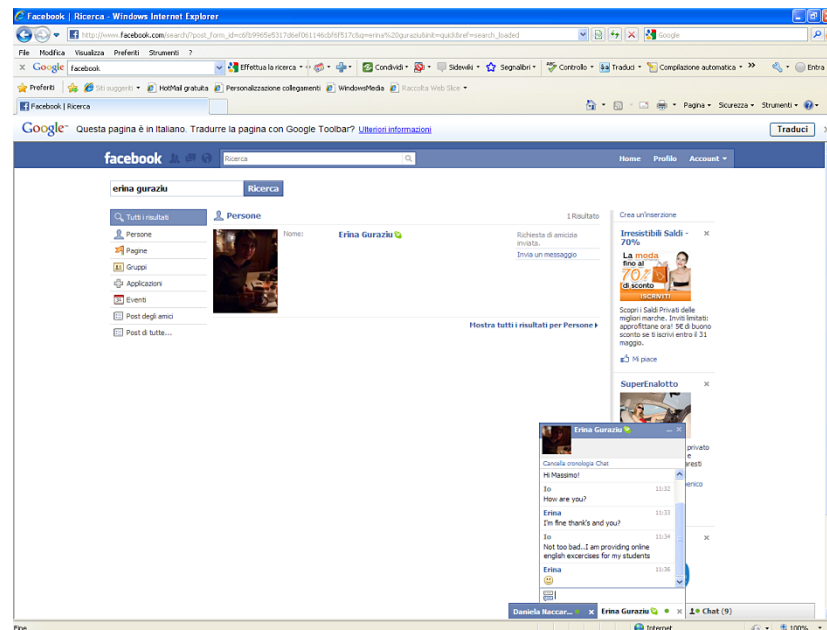 Facebook | Ricerca - Windows Internet Explorer
http://www.facebook.com/search/?post_form_id=c6fb9965e5317d6ef061146cbf6f517c&q=erina%20guraziu&init=quick&ref=search_loaded
Google
File Modifica Visualizza Preferiti Strumenti ?
x Google facebook Effettua la ricerca Condividi Sidewiki Segnalibri Controllo Traduci Compilazione automatica Entra
Preferiti Siti suggeriti HotMail gratuita Personalizzazione collegamenti WindowsMedia Raccolta Web Slice
Facebook | Ricerca Pagina Sicurezza Strumenti
Google Questa pagina è in Italiano. Tradurre la pagina con Google Toolbar? Ulteriori informazioni Traduci
facebook Ricerca Home Profilo Account
erina guraziu Ricerca
Tutti i risultati
Persone
Pagine
Gruppi
Applicazioni
Eventi
Post degli amici
Post di tutte...
Persone 1 Risultato
Nome: Erina Guraziu
Richiesta di amicizia
inviata.
Invia un messaggio
Mostra tutti i risultati per Persone
Crea un'inserzione
Irresistibili Saldi - x
70%
La moda
fino al
70%
di sconto
ISCRIVITI
Scopri i Saldi Privati delle
migliori marche. Inviti limitati:
approfittane ora! 5€ di buono
sconto se ti iscrivi entro il 31
maggio.
Mi piace
SuperEnalotto x
privato
e
aresti
enico
x
Erina Guraziu
Cancella cronologia Chat
Hi Massimo!
Io 11:32
How are you?
Erina 11:33
I'm fine thank's and you?
Io 11:34
Not too bad..I am providing online
english excercises for my students
Erina 11:36
Daniela Naccar... x Erina Guraziu x Chat (9)
Fine Internet 100%